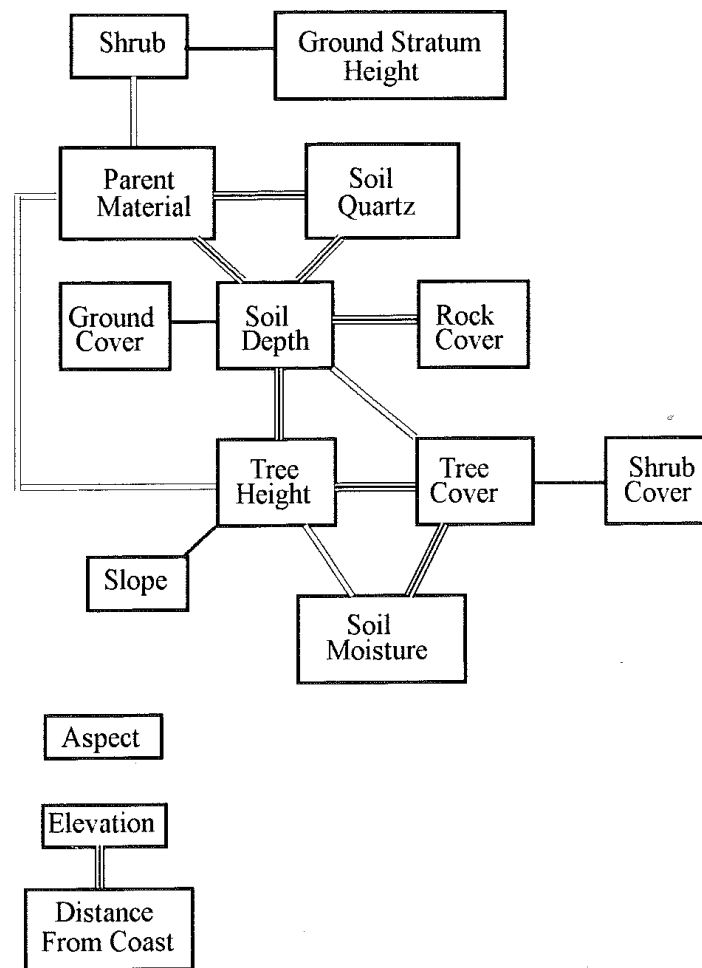 Shrub
Ground Stratum
Height
Parent
Material
Soil
Quartz
Ground
Cover
Soil
Depth
Rock
Cover
Tree
Height
Tree
Cover
Shrub
Cover
Slope
Soil
Moisture
Aspect
Elevation
Distance
From Coast